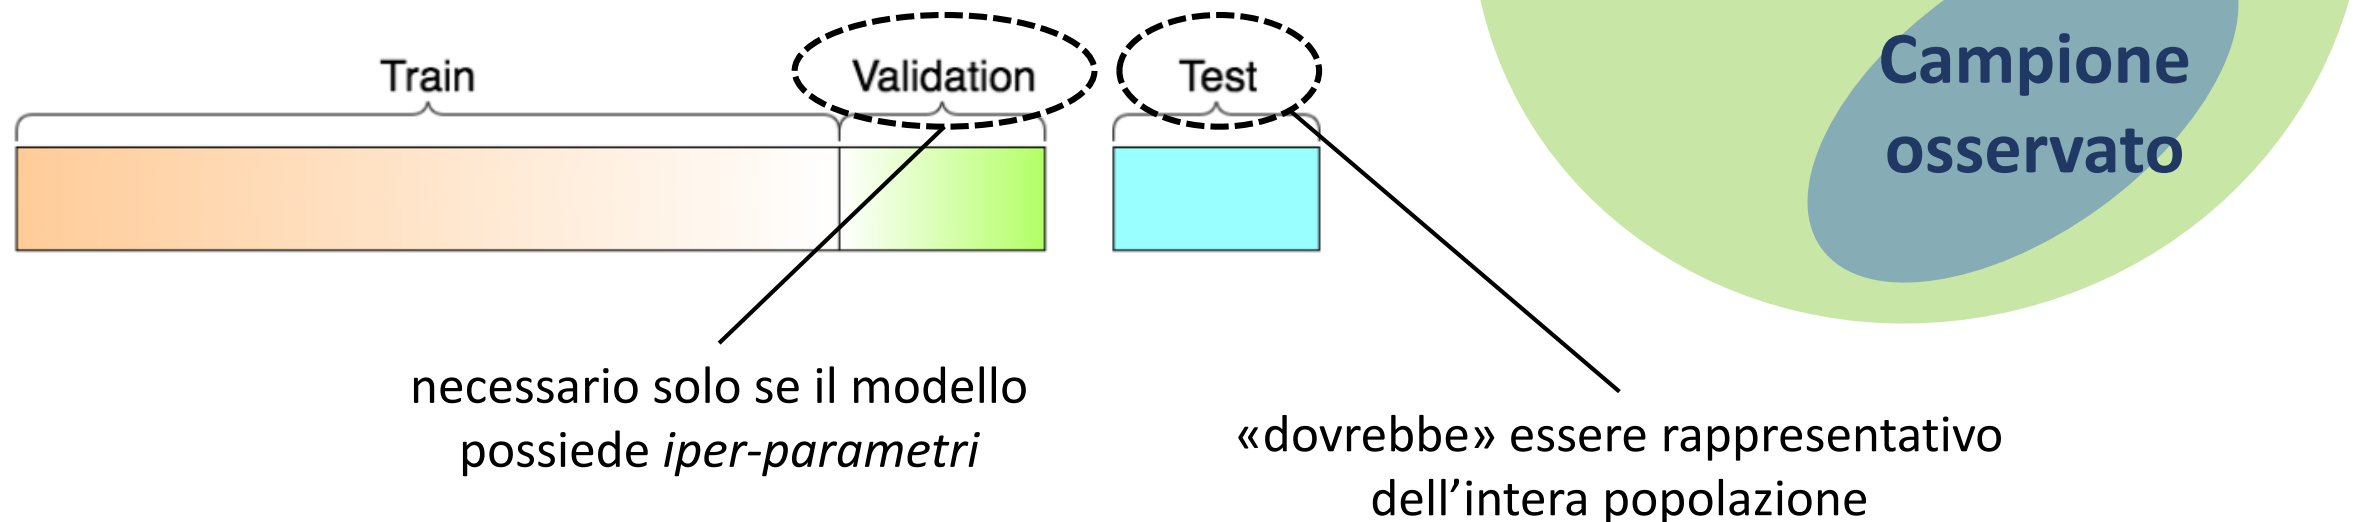 Train
Validation
Test
Campione
osservato
necessario solo se il modello
possiede iper-parametri
«dovrebbe» essere rappresentativo
dell’intera popolazione